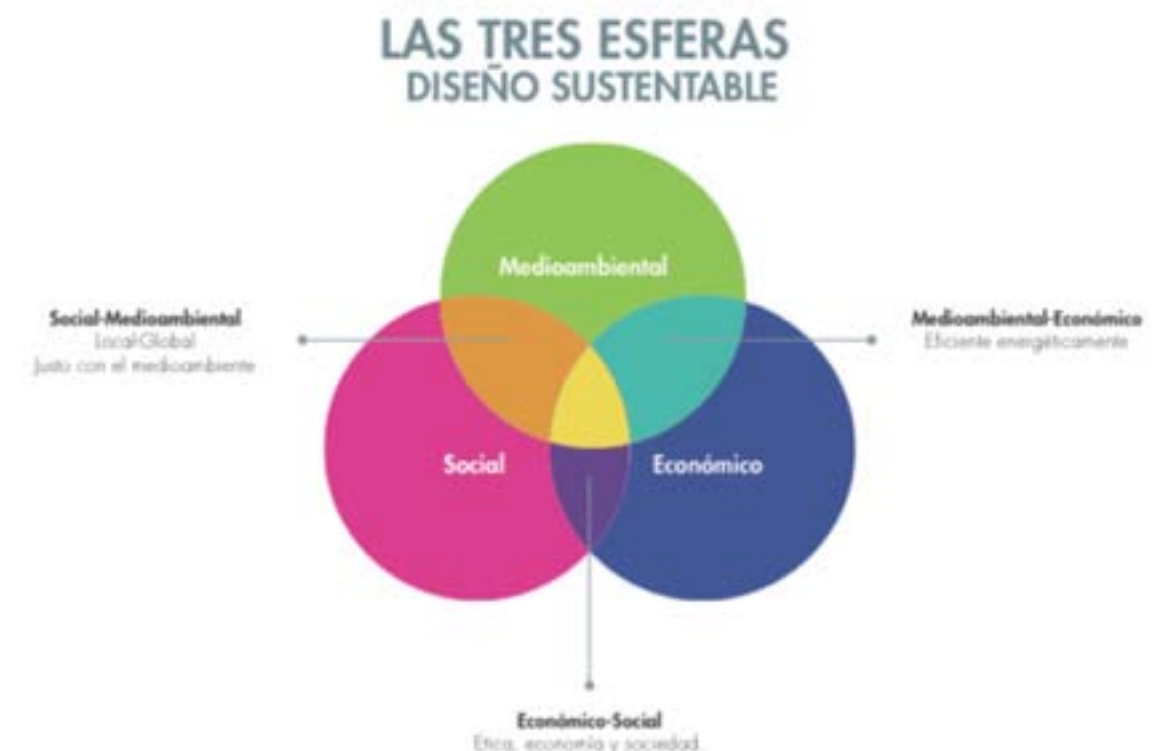 LAS TRES ESFERAS
DISEÑO SUSTENTABLE
Medioambiental
Social-Medioambiental
Local-Global
Justo con el medioambiente
Medioambiental-Económico
Eficiente energéticamente
Social
Económico
Económico-Social
Etica, economía y sociedad.